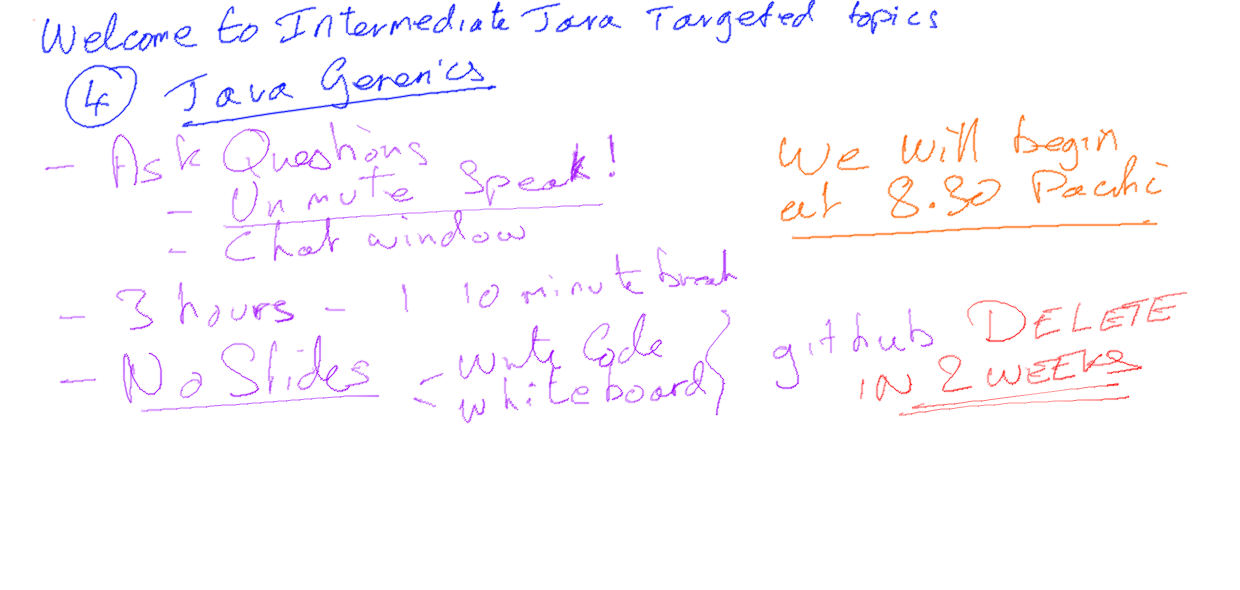 Welcome to Intermediate Java Targeted topics
④ Java Generics
- Ask Questions
- Unmute Speak!
- Chat window
We will begin
at 8.30 Pacific
- 3 hours - 1 10 minute break
- No Slides - Write Code
- whiteboard } github DELETE
IN 2 WEEKS